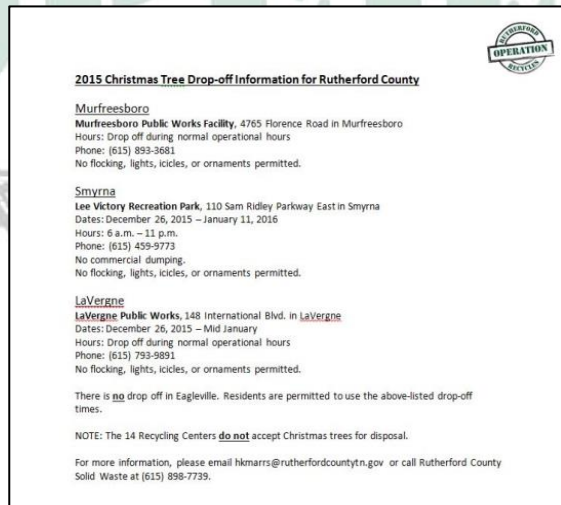 RUTHERFORD
OPERATION
RECYCLES
2015 Christmas Tree Drop-off Information for Rutherford County
Murfreesboro
Murfreesboro Public Works Facility, 4765 Florence Road in Murfreesboro
Hours: Drop off during normal operational hours
Phone: (615) 893-3681
No flocking, lights, icicles, or ornaments permitted.
Smyrna
Lee Victory Recreation Park, 110 Sam Ridley Parkway East in Smyrna
Dates: December 26, 2015 – January 11, 2016
Hours: 6 a.m. – 11 p.m.
Phone: (615) 459-9773
No commercial dumping.
No flocking, lights, icicles, or ornaments permitted.
LaVergne
LaVergne Public Works, 148 International Blvd. in LaVergne
Dates: December 26, 2015 – Mid January
Hours: Drop off during normal operational hours
Phone: (615) 793-9891
No flocking, lights, icicles, or ornaments permitted.
There is no drop off in Eagleville. Residents are permitted to use the above-listed drop-off
times.
NOTE: The 14 Recycling Centers do not accept Christmas trees for disposal.
For more information, please email hkmarrs@rutherfordcountytn.gov or call Rutherford County
Solid Waste at (615) 898-7739.